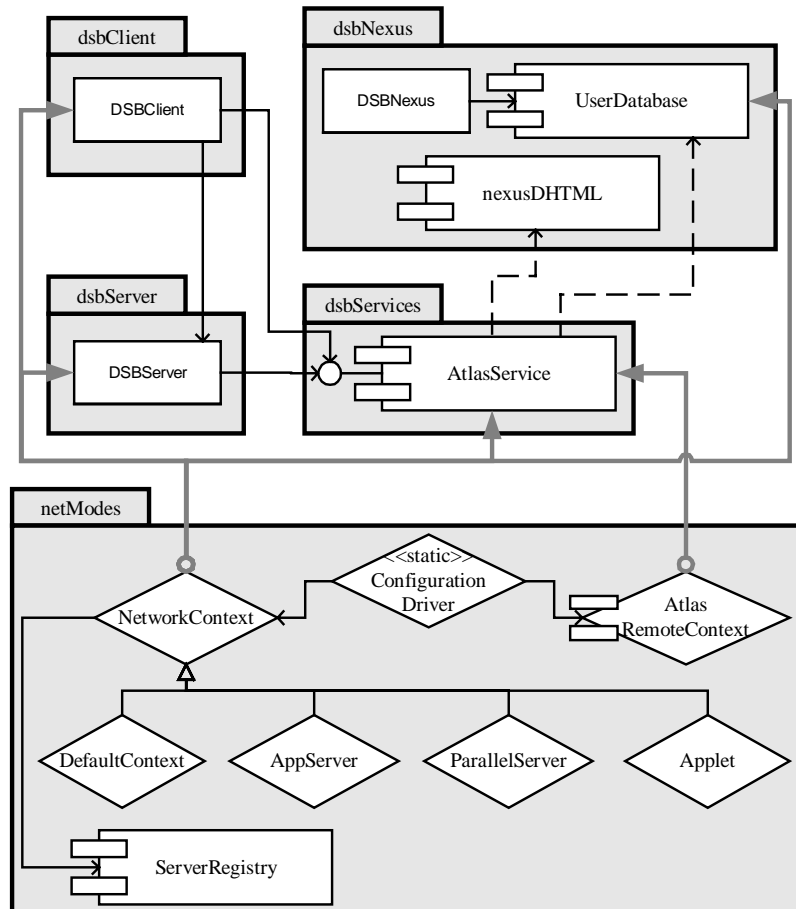 dsbClient
dsbNexus
DSBClient
DSBNexus
UserDatabase
nexusDHTML
dsbServer
dsbServices
DSBServer
AtlasService
netModes
<<static>>
Configuration
Driver
NetworkContext
Atlas
RemoteContext
DefaultContext
AppServer
ParallelServer
Applet
ServerRegistry